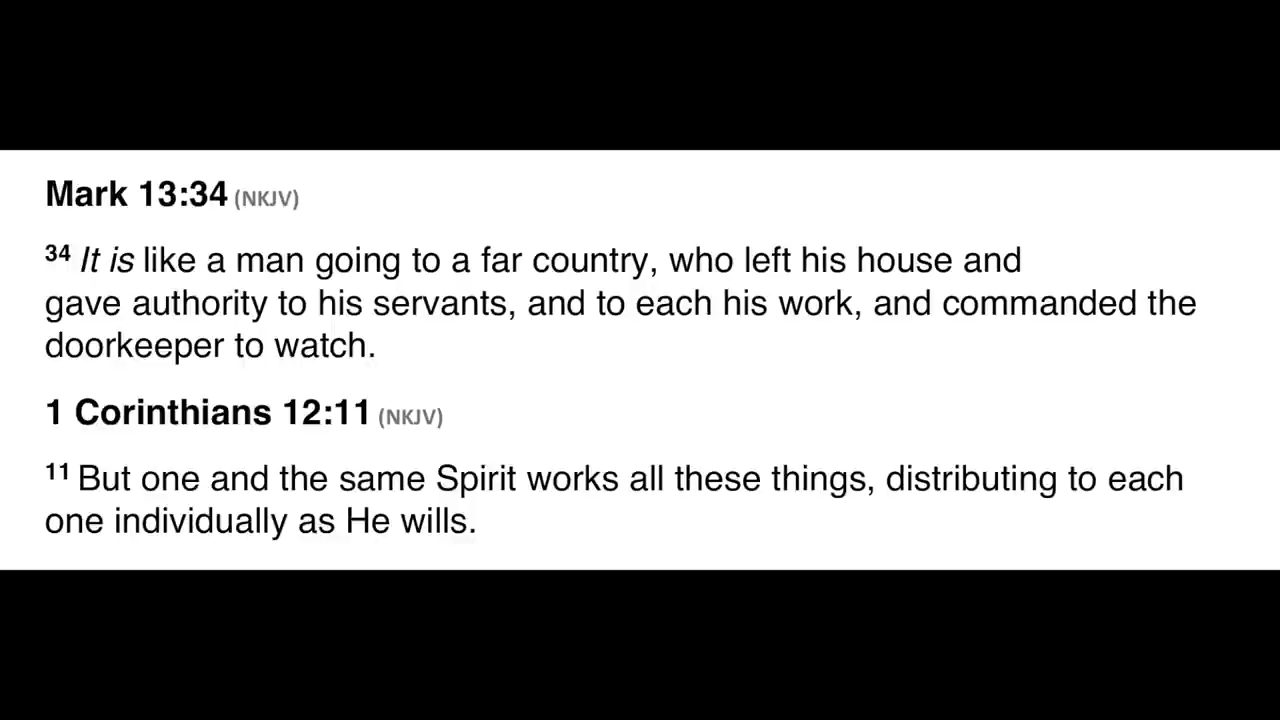 Mark 13:34 (NKJV)
34 It is like a man going to a far country, who left his house and
gave authority to his servants, and to each his work, and commanded the
doorkeeper to watch.
1 Corinthians 12:11 (NKJV)
11 But one and the same Spirit works all these things, distributing to each
one individually as He wills.